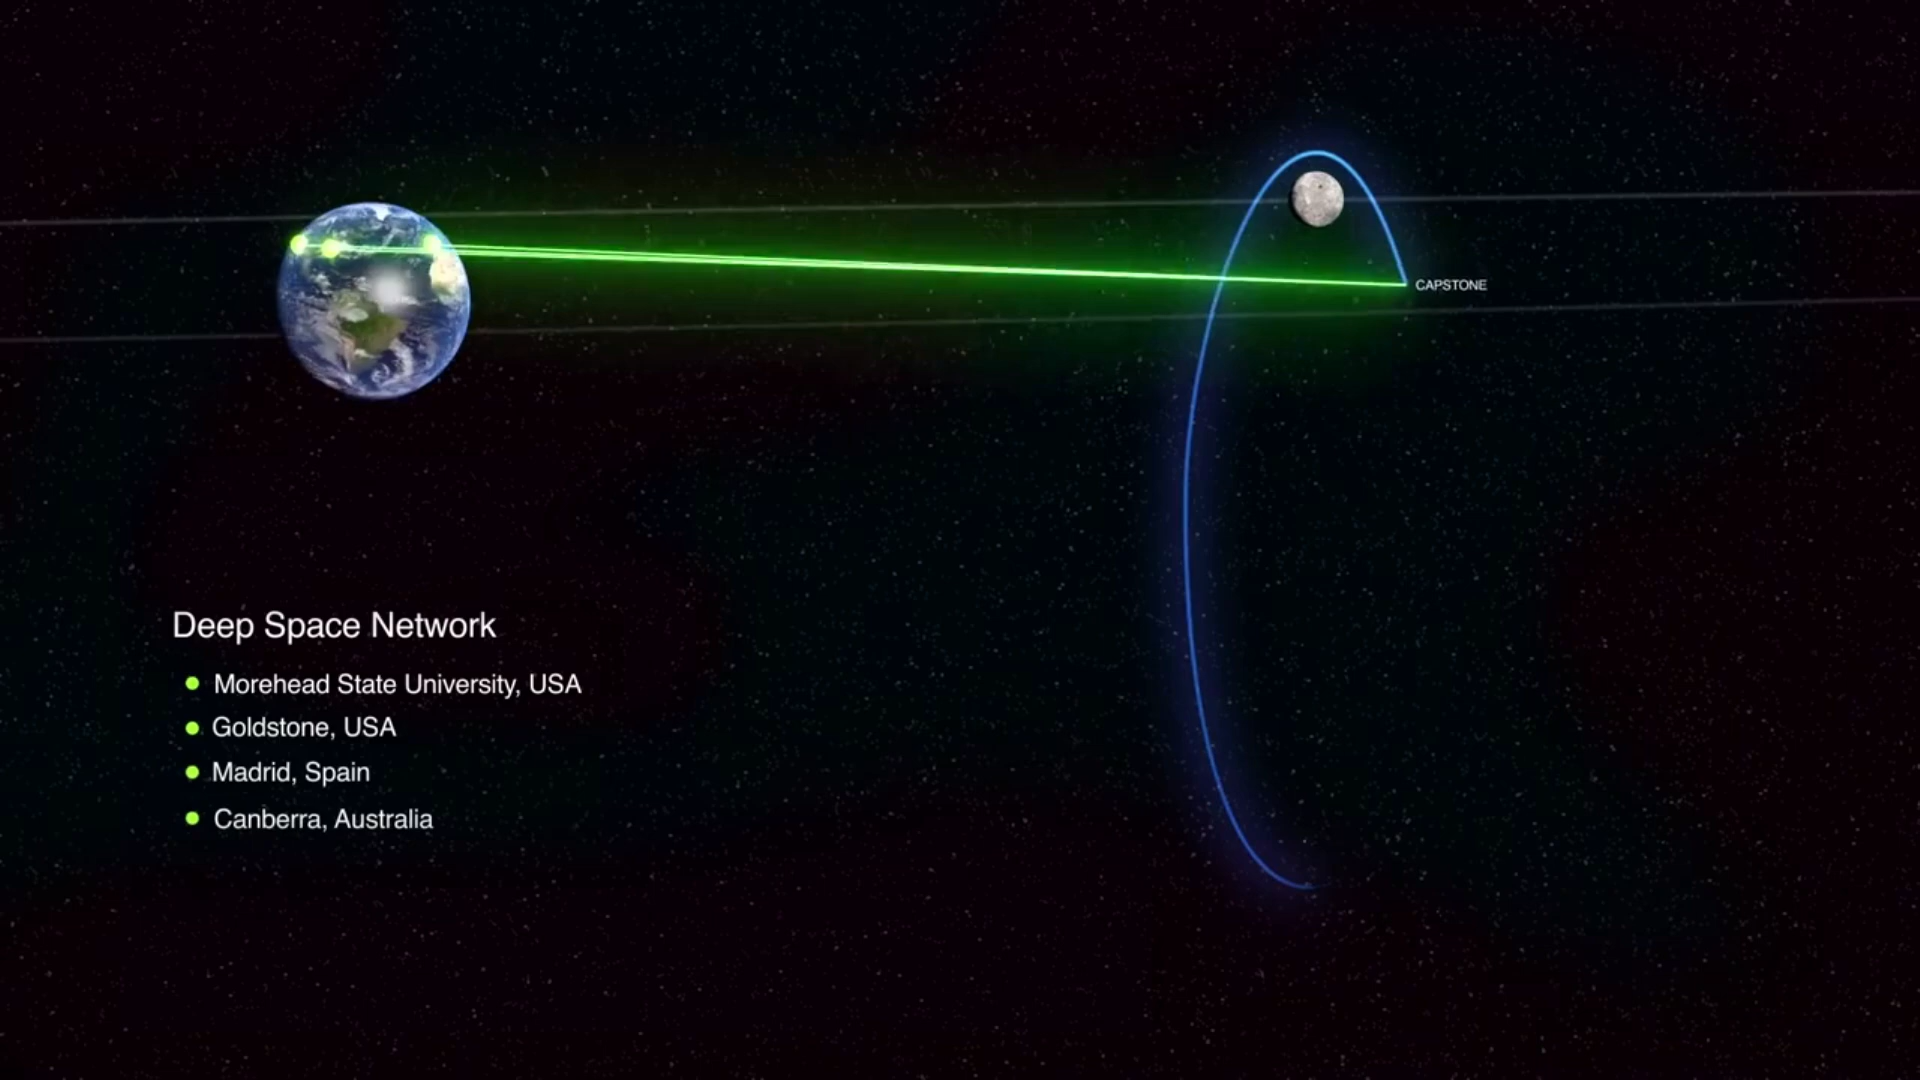 CAPSTONE
Deep Space Network
Morehead State University, USA
Goldstone, USA
Madrid, Spain
Canberra, Australia